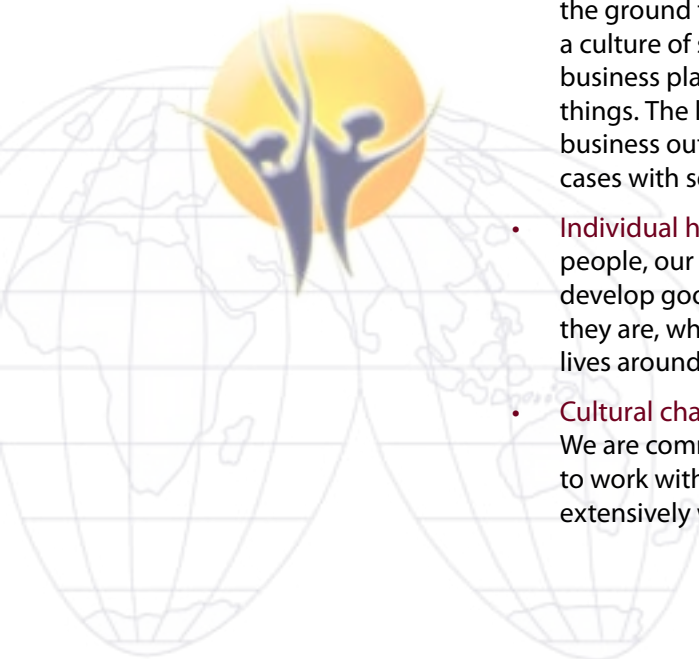 the ground
a culture of
business pla
things. The
business out
cases with s
• Individual h
people, our
develop goo
they are, wh
lives around
• Cultural cha
We are com
to work with
extensively